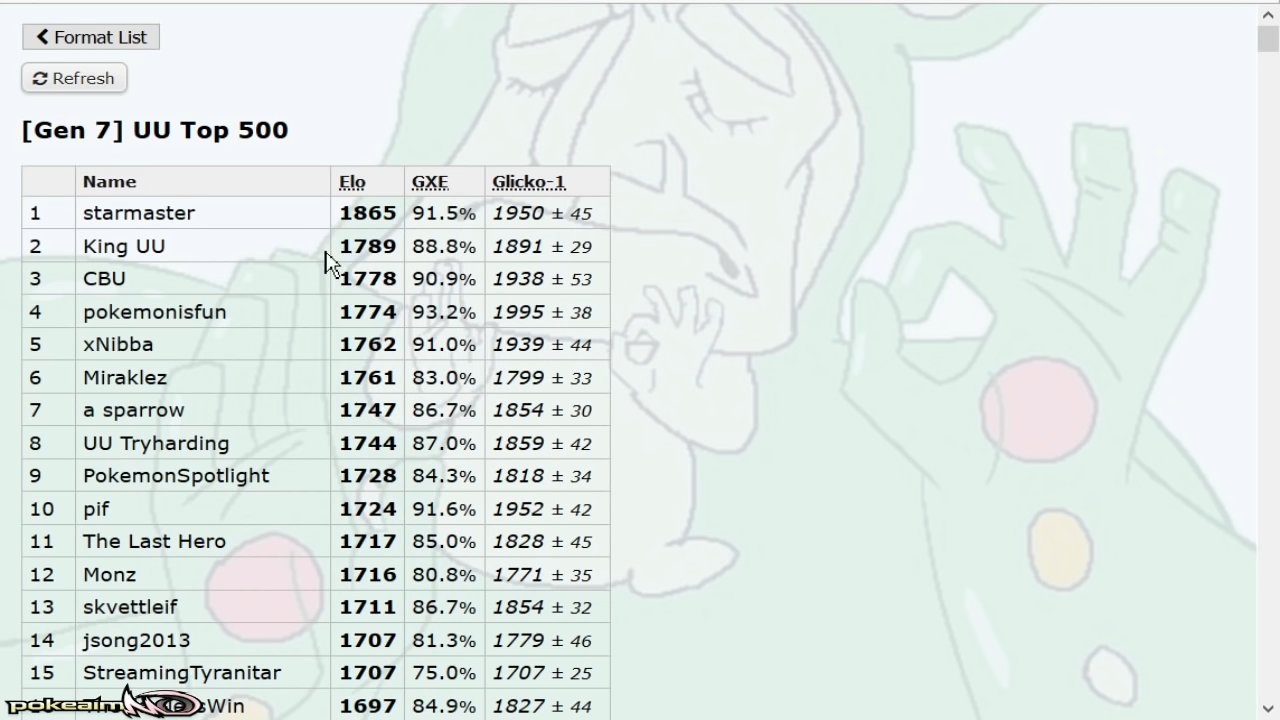 Format List
Refresh
[Gen 7] UU Top 500
Name Elo GXE Glicko-1
1 starmaster 1865 91.5% 1950 ± 45
2 King UU 1789 88.8% 1891 ± 29
3 CBU 1778 90.9% 1938 ± 53
4 pokemonisfun 1774 93.2% 1995 ± 38
5 xNibba 1762 91.0% 1939 ± 44
6 Miraklez 1761 83.0% 1799 ± 33
7 a sparrow 1747 86.7% 1854 ± 30
8 UU Tryharding 1744 87.0% 1859 ± 42
9 PokemonSpotlight 1728 84.3% 1818 ± 34
10 pif 1724 91.6% 1952 ± 42
11 The Last Hero 1717 85.0% 1828 ± 45
12 Monz 1716 80.8% 1771 ± 35
13 skvettleif 1711 86.7% 1854 ± 32
14 jsong2013 1707 81.3% 1779 ± 46
15 StreamingTyranitar 1707 75.0% 1707 ± 25
1697 84.9% 1827 ± 44
pokeaim